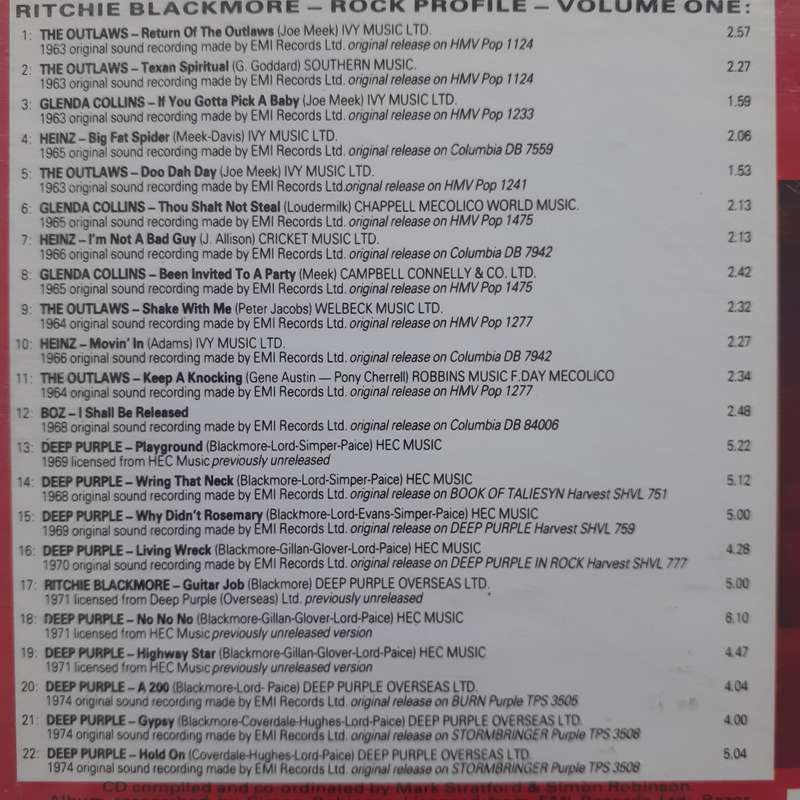 RITCHIE BLACKMORE – ROCK PROFILE – VOLUME ONE:
1: THE OUTLAWS – Return Of The Outlaws (Joe Meek) IVY MUSIC LTD. 2.57
1963 original sound recording made by EMI Records Ltd. original release on HMV Pop 1124
2: THE OUTLAWS – Texan Spiritual (G. Goddard) SOUTHERN MUSIC. 2.27
1963 original sound recording made by EMI Records Ltd. original release on HMV Pop 1124
3: GLENDA COLLINS – If You Gotta Pick A Baby (Joe Meek) IVY MUSIC LTD. 1.59
1963 original sound recording made by EMI Records Ltd. original release on HMV Pop 1233
4: HEINZ – Big Fat Spider (Meek-Davis) IVY MUSIC LTD. 2.06
1965 original sound recording made by EMI Records Ltd. original release on Columbia DB 7559
5: THE OUTLAWS – Doo Dah Day (Joe Meek) IVY MUSIC LTD. 1.53
1963 original sound recording made by EMI Records Ltd.orignal release on HMV Pop 1241
6: GLENDA COLLINS – Thou Shalt Not Steal (Loudermilk) CHAPPELL MECOLICO WORLD MUSIC. 2.13
1965 original sound recording made by EMI Records Ltd. original release on HMV Pop 1475
7: HEINZ – I'm Not A Bad Guy (J. Allison) CRICKET MUSIC LTD. 2.13
1966 original sound recording made by EMI Records Ltd. original release on Columbia DB 7942
8: GLENDA COLLINS – Been Invited To A Party (Meek) CAMPBELL CONNELLY & CO. LTD. 2.42
1965 original sound recording made by EMI Records Ltd. original release on HMV Pop 1475
9: THE OUTLAWS – Shake With Me (Peter Jacobs) WELBECK MUSIC LTD. 2.32
1964 original sound recording made by EMI Records Ltd. original release on HMV Pop 1277
10: HEINZ – Movin' In (Adams) IVY MUSIC LTD. 2.27
1966 original sound recording made by EMI Records Ltd. original release on Columbia DB 7942
11: THE OUTLAWS – Keep A Knocking (Gene Austin — Pony Cherrell) ROBBINS MUSIC F.DAY MECOLICO 2.34
1964 original sound recording made by EMI Records Ltd. original release on HMV Pop 1277
12: BOZ – I Shall Be Released 2.48
1968 original sound recording made by EMI Records Ltd. original release on Columbia DB 84006
13: DEEP PURPLE – Playground (Blackmore-Lord-Simper-Paice) HEC MUSIC 5.22
1969 licensed from HEC Music previously unreleased
14: DEEP PURPLE – Wring That Neck (Blackmore-Lord-Simper-Paice) HEC MUSIC 5.12
1968 original sound recording made by EMI Records Ltd. original release on BOOK OF TALIESYN Harvest SHVL 751
15: DEEP PURPLE – Why Didn't Rosemary (Blackmore-Lord-Evans-Simper-Paice) HEC MUSIC 5.00
1969 original sound recording made by EMI Records Ltd. original release on DEEP PURPLE Harvest SHVL 759
16: DEEP PURPLE – Living Wreck (Blackmore-Gillan-Glover-Lord-Paice) HEC MUSIC 4.28
1970 original sound recording made by EMI Records Ltd. original release on DEEP PURPLE IN ROCK Harvest SHVL 777
17: RITCHIE BLACKMORE – Guitar Job (Blackmore) DEEP PURPLE OVERSEAS LTD. 5.00
1971 licensed from Deep Purple (Overseas) Ltd. previously unreleased
18: DEEP PURPLE – No No No (Blackmore-Gillan-Glover-Lord-Paice) HEC MUSIC 6.10
1971 licensed from HEC Music previously unreleased version
19: DEEP PURPLE – Highway Star (Blackmore-Gillan-Glover-Lord-Paice) HEC MUSIC 4.47
1971 licensed from HEC Music previously unreleased version
20: DEEP PURPLE – A 200 (Blackmore-Lord- Paice) DEEP PURPLE OVERSEAS LTD. 4.04
1974 original sound recording made by EMI Records Ltd. original release on BURN Purple TPS 3505
21: DEEP PURPLE – Gypsy (Blackmore-Coverdale-Hughes-Lord-Paice) DEEP PURPLE OVERSEAS LTD. 4.00
1974 original sound recording made by EMI Records Ltd. original release on STORMBRINGER Purple TPS 3508
22: DEEP PURPLE – Hold On (Coverdale-Hughes-Lord-Paice) DEEP PURPLE OVERSEAS LTD. 5.04
1974 original sound recording made by EMI Records Ltd. original release on STORMBRINGER Purple TPS 3508
CD compiled and co-ordinated by Mark Stratford & Simon Robinson.